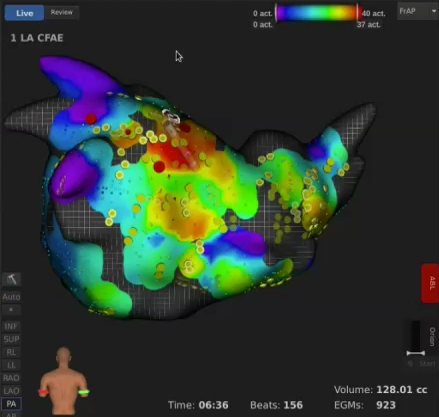 Live Review
0 act. 40 act.
0 act. 37 act.
FrAP
1 LA CFAE
ABL
Auto
INF
SUP
RL
LL
RAO
LAO
PA
Orien
Time: 06:36 Beats: 156
Volume: 128.01 cc
EGMs: 923